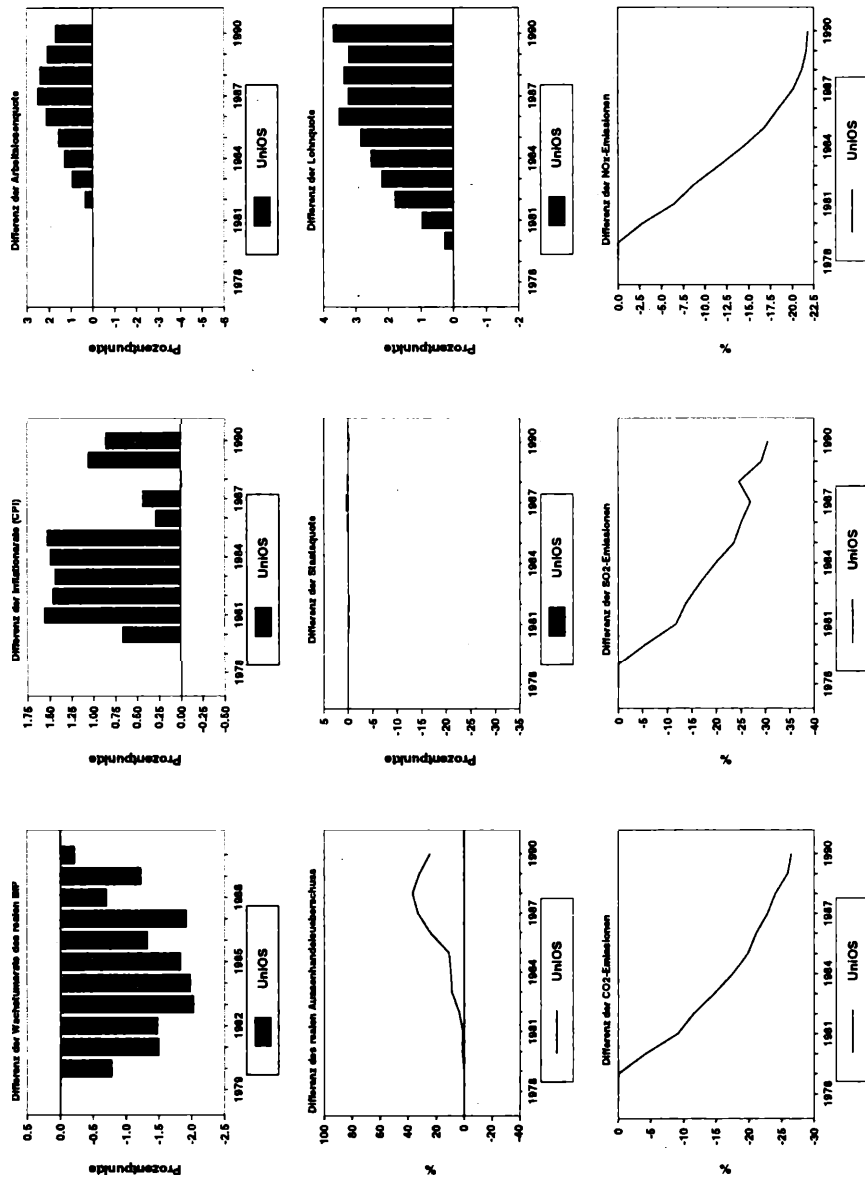 Differenz der Wachstumsrate des realen BIP
Prozentpunkte
0.5
0.0
-0.5
-1.0
-1.5
-2.0
-2.5
1979 1982 1985 1988
UniOS
Differenz der Inflationsrate (CPI)
Prozentpunkte
1.75
1.50
1.25
1.00
0.75
0.50
0.25
0.00
-0.25
-0.50
1978 1981 1984 1987 1990
UniOS
Differenz der Arbeitslosenquote
Prozentpunkte
3
2
1
0
-1
-2
-3
-4
-5
-6
1978 1981 1984 1987 1990
UniOS
Differenz des realen Aussenhandelsueberschuss
%
100
80
60
40
20
0
-20
-40
1978 1981 1984 1987 1990
UniOS
Differenz der Staatsquote
Prozentpunkte
5
0
-5
-10
-15
-20
-25
-30
-35
1978 1981 1984 1987 1990
UniOS
Differenz der Lohnquote
Prozentpunkte
4
3
2
1
0
-1
-2
1978 1981 1984 1987 1990
UniOS
Differenz der CO2-Emissionen
%
0
-5
-10
-15
-20
-25
-30
1978 1981 1984 1987 1990
UniOS
Differenz der SO2-Emissionen
%
0
-5
-10
-15
-20
-25
-30
-35
-40
1978 1981 1984 1987 1990
UniOS
Differenz der NOx-Emissionen
%
0.0
-2.5
-5.0
-7.5
-10.0
-12.5
-15.0
-17.5
-20.0
-22.5
1978 1981 1984 1987 1990
UniOS